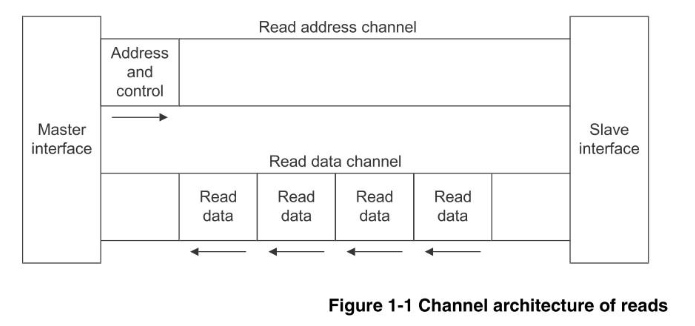 Read address channel
Address
and
control
Master
interface
Slave
interface
Read data channel
Read
data
Read
data
Read
data
Read
data
Figure 1-1 Channel architecture of reads